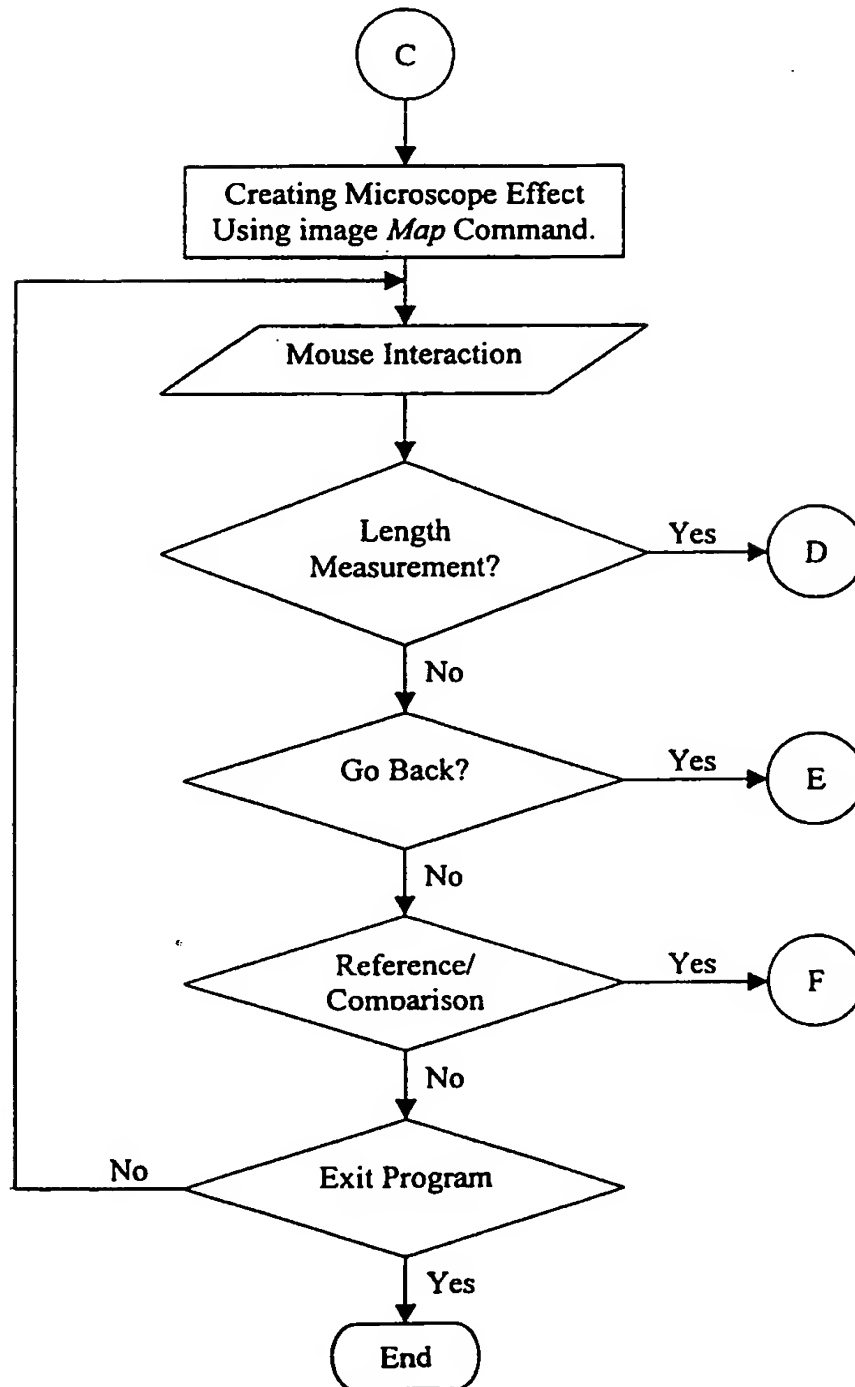 C
Creating Microscope Effect
Using image Map Command.
Mouse Interaction
Length
Measurement?
Yes
D
No
Go Back?
Yes
E
No
Reference/
Comparison
Yes
F
No
Exit Program
No
Yes
End